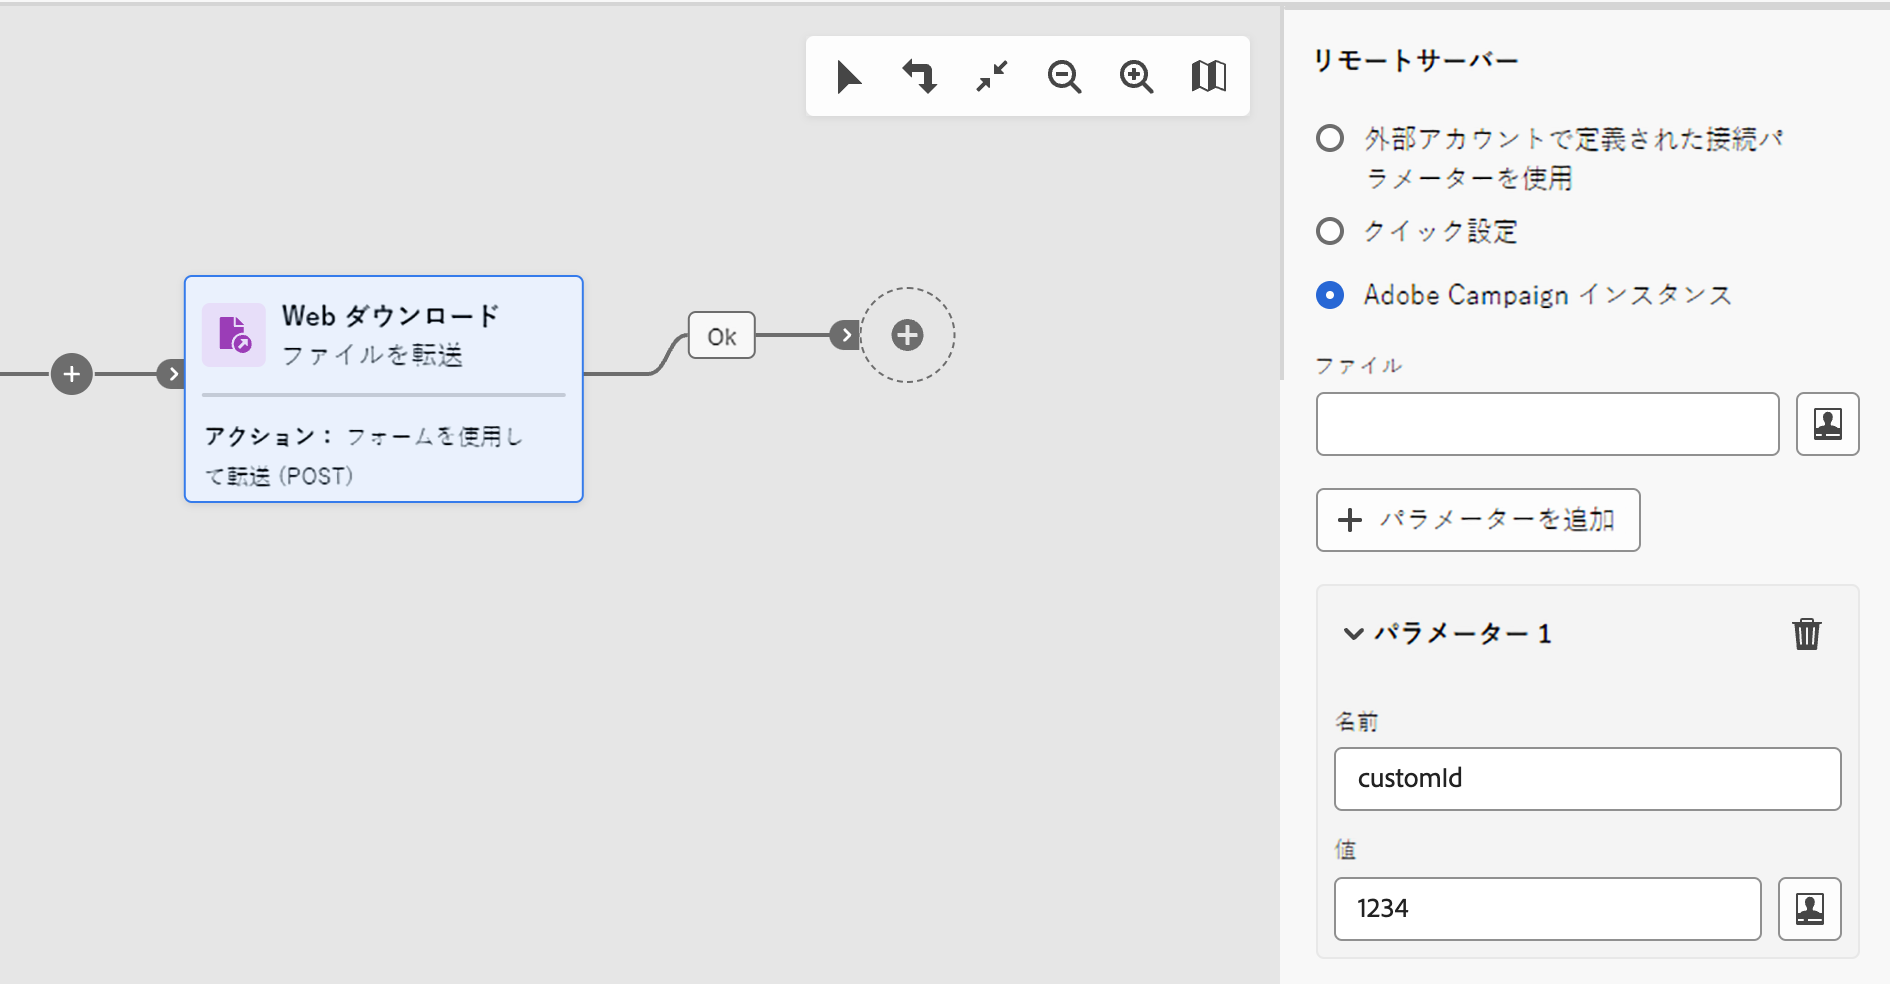 リモートサーバー
外部アカウントで定義された接続パ
ラメーターを使用
クイック設定
Adobe Campaign インスタンス
ファイル
パラメーターを追加
パラメーター 1
名前
customId
値
1234
Web ダウンロード
ファイルを転送
アクション： フォームを使用し
て転送 (POST)
Ok